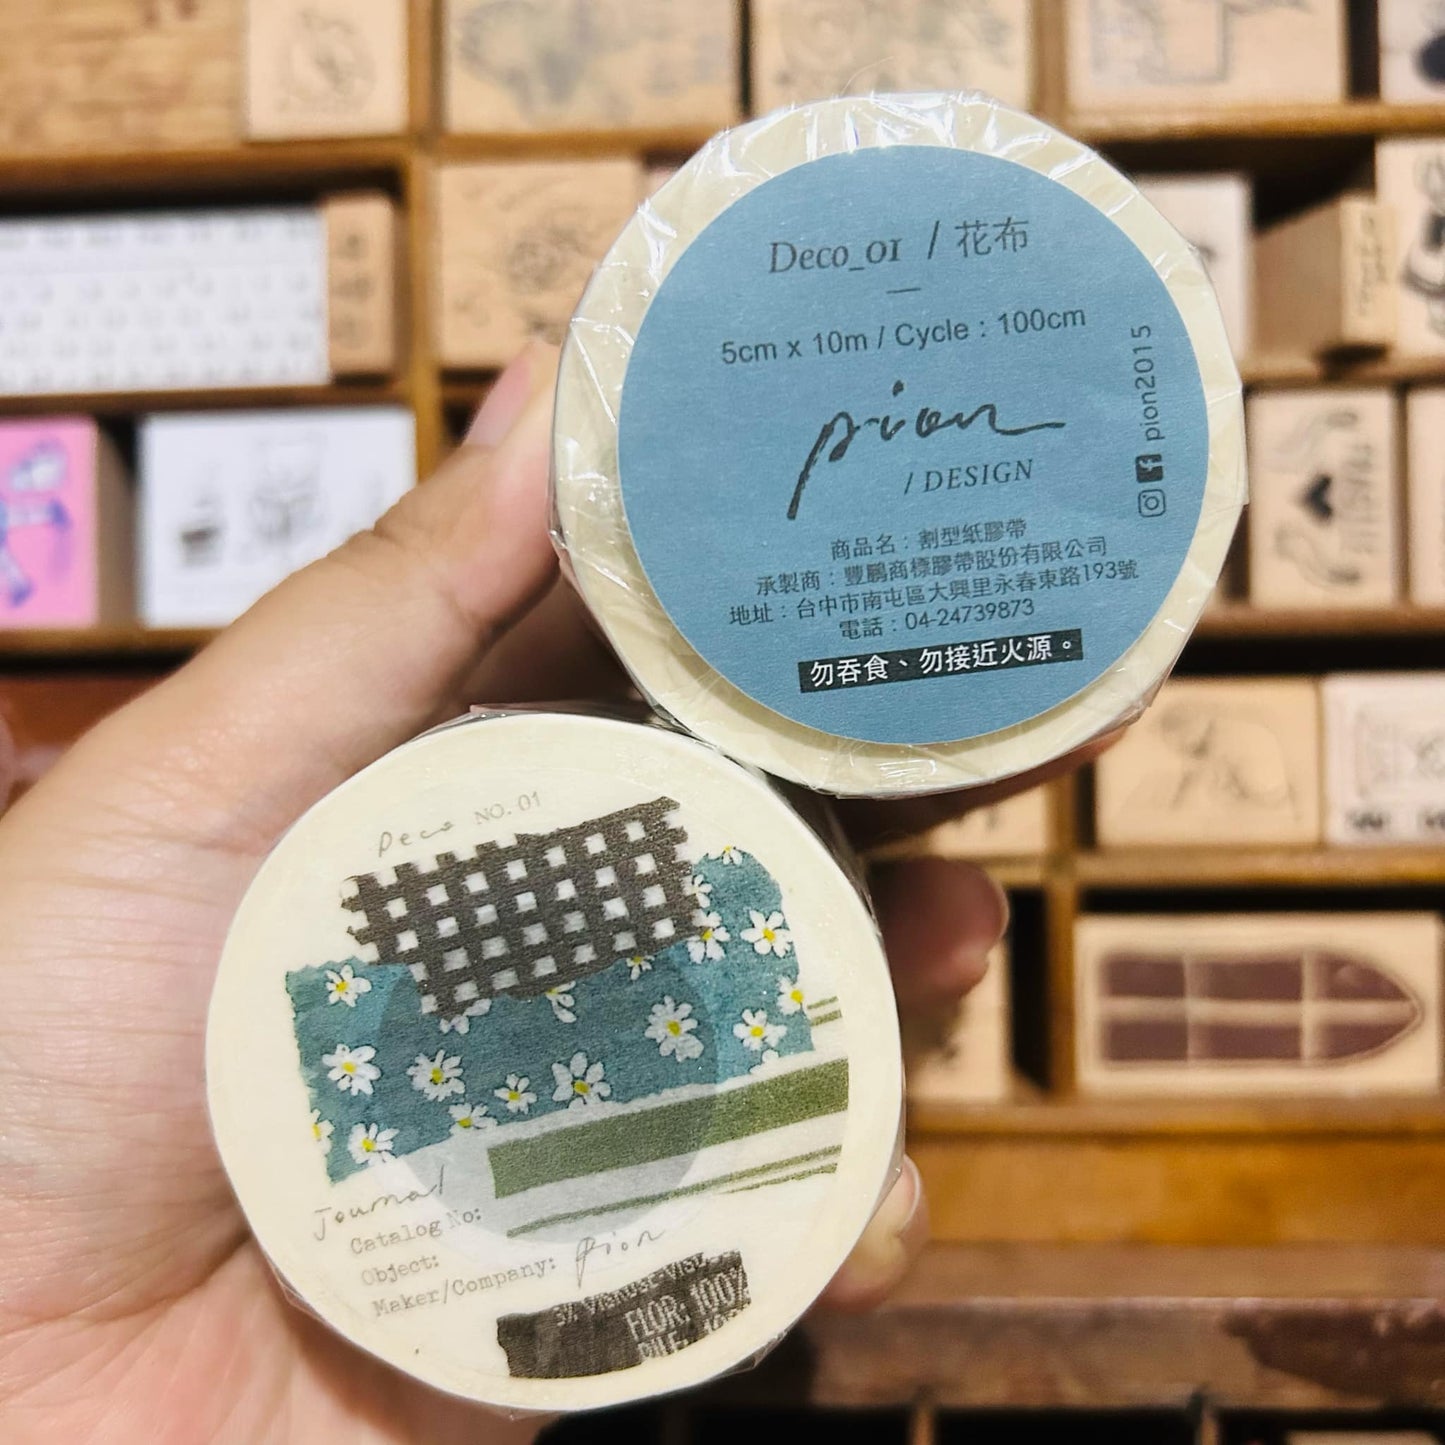 Deco_01 / 花布
5cm x 10m / Cycle : 100cm
pion
/ DESIGN
pion2015
商品名 : 割型紙膠帶
承製商 : 豐鵬商標膠帶股份有限公司
地址 : 台中市南屯區大興里永春東路193號
電話 : 04-24739873
勿吞食、勿接近火源。
Deco NO. 01
Journal
Catalog No:
Object:
Maker/Company: pion
FLOR: 100%